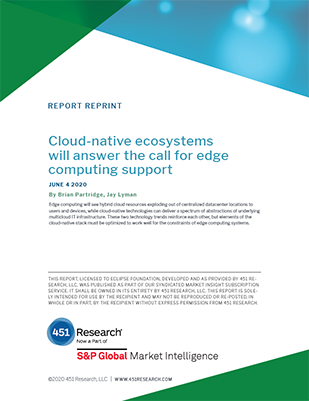 REPORT REPRINT
Cloud-native ecosystems
will answer the call for edge
computing support
JUNE 4 2020
By Brian Partridge, Jay Lyman
Edge computing will see hybrid cloud resources exploding out of centralized datacenter locations to
users and devices, while cloud-native technologies can deliver a spectrum of abstractions of underlying
multicloud IT infrastructure. These two technology trends reinforce each other, but elements of the
cloud-native stack must be optimized to work well for the constraints of edge computing systems.
THIS REPORT, LICENSED TO ECLIPSE FOUNDATION, DEVELOPED AND AS PROVIDED BY 451 RE-
SEARCH, LLC, WAS PUBLISHED AS PART OF OUR SYNDICATED MARKET INSIGHT SUBSCRIPTION
SERVICE. IT SHALL BE OWNED IN ITS ENTIRETY BY 451 RESEARCH, LLC. THIS REPORT IS SOLE-
LY INTENDED FOR USE BY THE RECIPIENT AND MAY NOT BE REPRODUCED OR RE-POSTED, IN
WHOLE OR IN PART, BY THE RECIPIENT WITHOUT EXPRESS PERMISSION FROM 451 RESEARCH.
451 Research
Now a Part of
S&P Global Market Intelligence
©2020 451 Research, LLC | WWW.451RESEARCH.COM